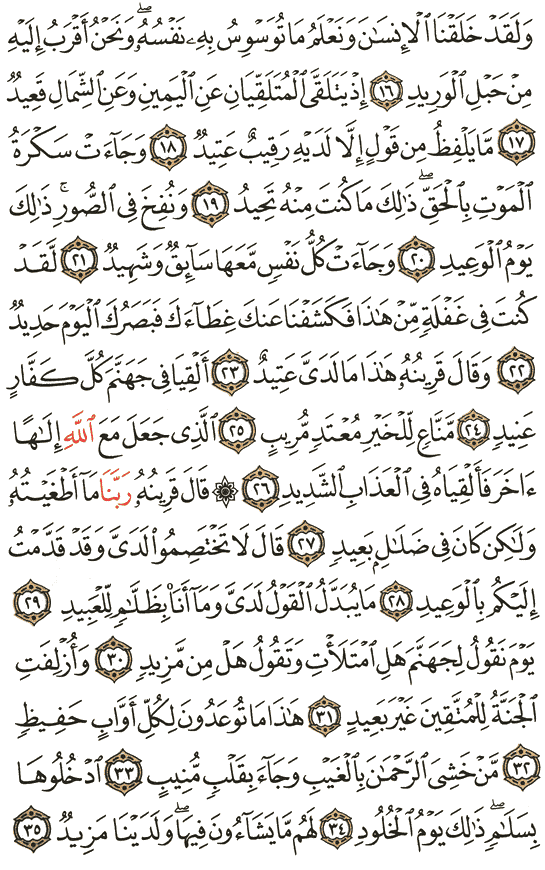 وَلَقَدْ خَلَقْنَا ٱلْإِنسَٰنَ وَنَعْلَمُ مَا تُوَسْوِسُ بِهِۦ نَفْسُهُۥۖ وَنَحْنُ أَقْرَبُ إِلَيْهِ
مِنْ حَبْلِ ٱلْوَرِيدِ ١٦ إِذْ يَتَلَقَّى ٱلْمُتَلَقِّيَانِ عَنِ ٱلْيَمِينِ وَعَنِ ٱلشِّمَالِ قَعِيدٌ
١٧ مَّا يَلْفِظُ مِن قَوْلٍ إِلَّا لَدَيْهِ رَقِيبٌ عَتِيدٌ ١٨ وَجَآءَتْ سَكْرَةُ
ٱلْمَوْتِ بِٱلْحَقِّۖ ذَٰلِكَ مَا كُنتَ مِنْهُ تَحِيدُ ١٩ وَنُفِخَ فِى ٱلصُّورِۚ ذَٰلِكَ
يَوْمُ ٱلْوَعِيدِ ٢٠ وَجَآءَتْ كُلُّ نَفْسٍ مَّعَهَا سَآئِقٌ وَشَهِيدٌ ٢١ لَّقَدْ
كُنتَ فِى غَفْلَةٍ مِّنْ هَٰذَا فَكَشَفْنَا عَنكَ غِطَآءَكَ فَبَصَرُكَ ٱلْيَوْمَ حَدِيدٌ
٢٢ وَقَالَ قَرِينُهُۥ هَٰذَا مَا لَدَىَّ عَتِيدٌ ٢٣ أَلْقِيَا فِى جَهَنَّمَ كُلَّ كَفَّارٍ
عَنِيدٍ ٢٤ مَّنَّاعٍ لِّلْخَيْرِ مُعْتَدٍ مُّرِيبٍ ٢٥ ٱلَّذِى جَعَلَ مَعَ ٱللَّهِ إِلَٰهًا
ءَاخَرَ فَأَلْقِيَاهُ فِى ٱلْعَذَابِ ٱلشَّدِيدِ ٢٦ ۞ قَالَ قَرِينُهُۥ رَبَّنَا مَآ أَطْغَيْتُهُۥ
وَلَٰكِن كَانَ فِى ضَلَٰلٍۭ بَعِيدٍ ٢٧ قَالَ لَا تَخْتَصِمُوا۟ لَدَىَّ وَقَدْ قَدَّمْتُ
إِلَيْكُم بِٱلْوَعِيدِ ٢٨ مَا يُبَدَّلُ ٱلْقَوْلُ لَدَىَّ وَمَآ أَنَا۠ بِظَلَّٰمٍ لِّلْعَبِيدِ ٢٩
يَوْمَ نَقُولُ لِجَهَنَّمَ هَلِ ٱمْتَلَأْتِ وَتَقُولُ هَلْ مِن مَّزِيدٍ ٣٠ وَأُزْلِفَتِ
ٱلْجَنَّةُ لِلْمُتَّقِينَ غَيْرَ بَعِيدٍ ٣١ هَٰذَا مَا تُوعَدُونَ لِكُلِّ أَوَّابٍ حَفِيظٍ
٣٢ مَّنْ خَشِىَ ٱلرَّحْمَٰنَ بِٱلْغَيْبِ وَجَآءَ بِقَلْبٍ مُّنِيبٍ ٣٣ ٱدْخُلُوهَا
بِسَلَٰمٍۖ ذَٰلِكَ يَوْمُ ٱلْخُلُودِ ٣٤ لَهُم مَّا يَشَآءُونَ فِيهَاۖ وَلَدَيْنَا مَزِيدٌ ٣٥